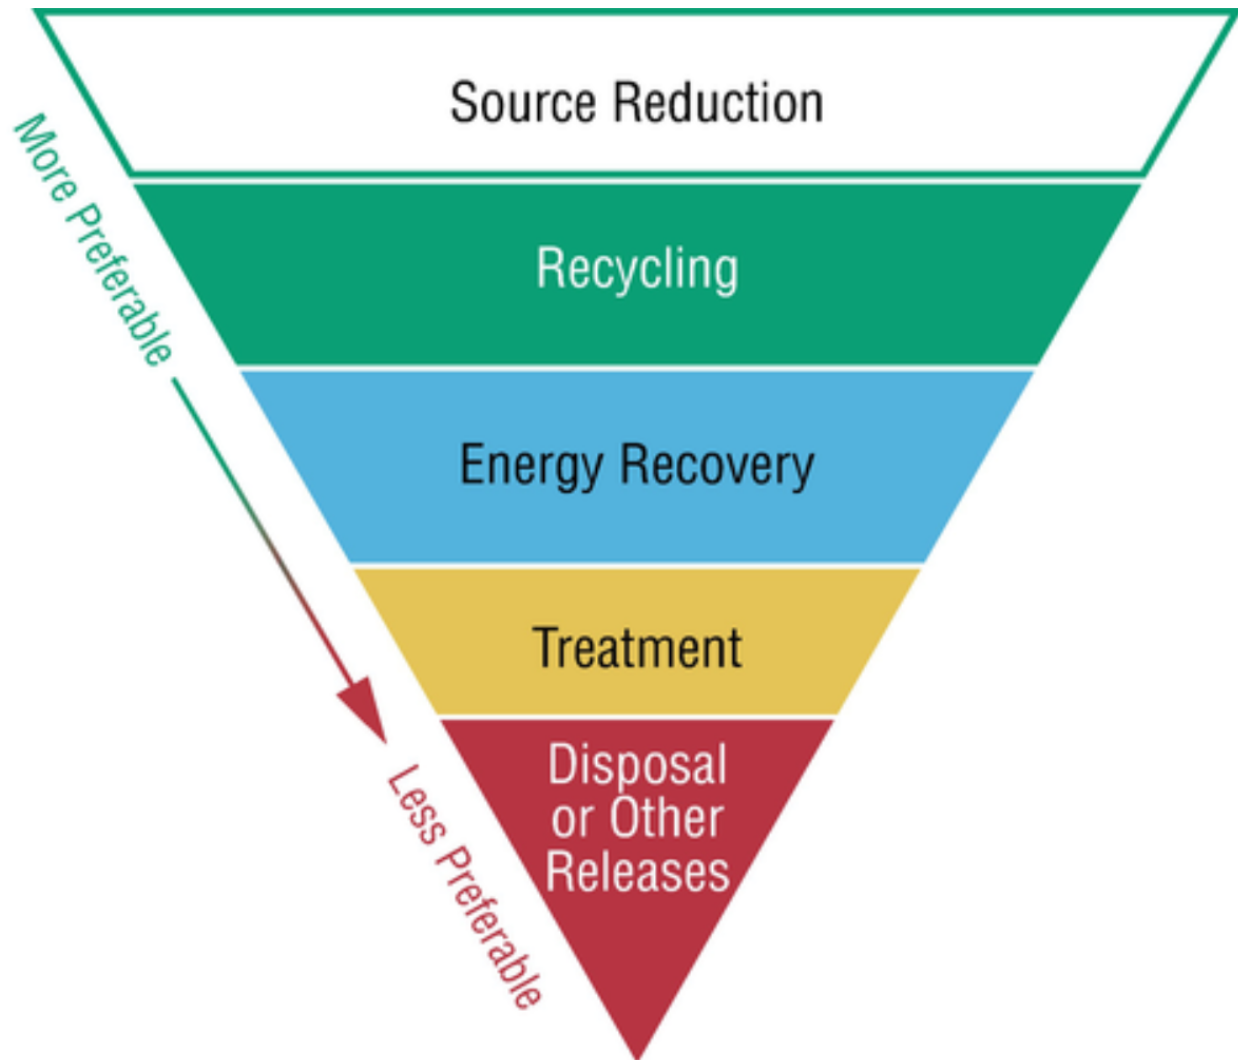 Source Reduction
More Preferable
Recycling
Energy Recovery
Treatment
Disposal
or Other
Releases
Less Preferable